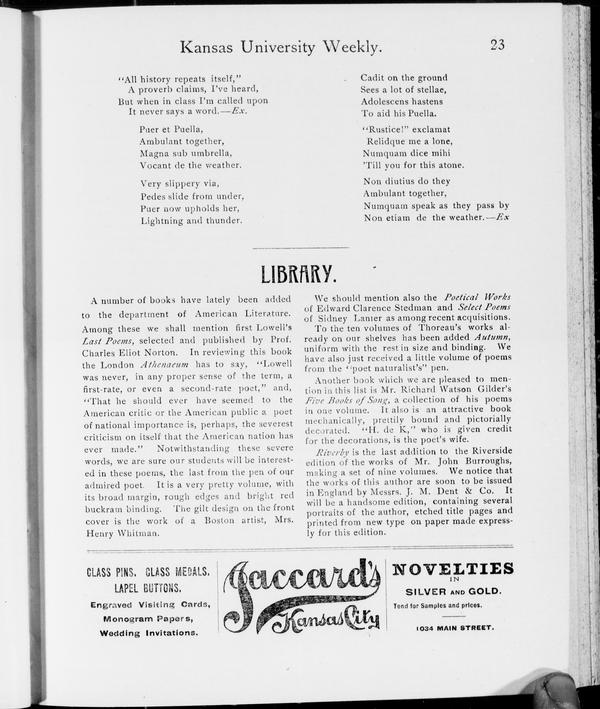 Kansas University Weekly. 23
"All history repeats itself,"
A proverb claims, I've heard,
But when in class I'm called upon
It never says a word.—Ex.
Puer et Puella,
Ambulant together,
Magna sub umbrella,
Vocant de the weather.
Very slippery via,
Pedes slide from under,
Puer now upholds her,
Lightning and thunder.
Cadit on the ground
Sees a lot of stellae,
Adolescens hastens
To aid his Puella.
"Rustice!" exclamat
Relidque me a lone,
Numquam dice mihi
'Till you for this atone.
Non diutius do they
Ambulant together,
Numquam speak as they pass by
Non etiam de the weather.—Ex
LIBRARY.
A number of books have lately been added
to the department of American Literature.
Among these we shall mention first Lowell's
Last Poems, selected and published by Prof.
Charles Eliot Norton. In reviewing this book
the London Athenaeum has to say, "Lowell
was never, in any proper sense of the term, a
first-rate, or even a second-rate poet," and,
"That he should ever have seemed to the
American critic or the American public a poet
of national importance is, perhaps, the severest
criticism on itself that the American nation has
ever made." Notwithstanding these severe
words, we are sure our students will be interest-
ed in these poems, the last from the pen of our
admired poet. It is a very pretty volume, with
its broad margin, rough edges and bright red
buckram binding. The gilt design on the front
cover is the work of a Boston artist, Mrs.
Henry Whitman.
We should mention also the Poetical Works
of Edward Clarence Stedman and Select Poems
of Sidney Lanier as among recent acquisitions.
To the ten volumes of Thoreau's works al-
ready on our shelves has been added Autumn,
uniform with the rest in size and binding. We
have also just received a little volume of poems
from the "poet naturalist's" pen.
Another book which we are pleased to men-
tion in this list is Mr. Richard Watson Gilder's
Five Books of Song, a collection of his poems
in one volume. It also is an attractive book
mechanically, prettily bound and pictorially
decorated. "H. de K," who is given credit
for the decorations, is the poet's wife.
Riverby is the last addition to the Riverside
edition of the works of Mr. John Burroughs,
making a set of nine volumes. We notice that
the works of this author are soon to be issued
in England by Messrs. J. M. Dent & Co. It
will be a handsome edition, containing several
portraits of the author, etched title pages and
printed from new type on paper made express-
ly for this edition.
CLASS PINS, CLASS MEDALS,
LAPEL BUTTONS.
Engraved Visiting Cards,
Monogram Papers,
Wedding Invitations.
Jaccard's
Kansas City
NOVELTIES
IN
SILVER AND GOLD.
Tend for Samples and prices.
1034 MAIN STREET.